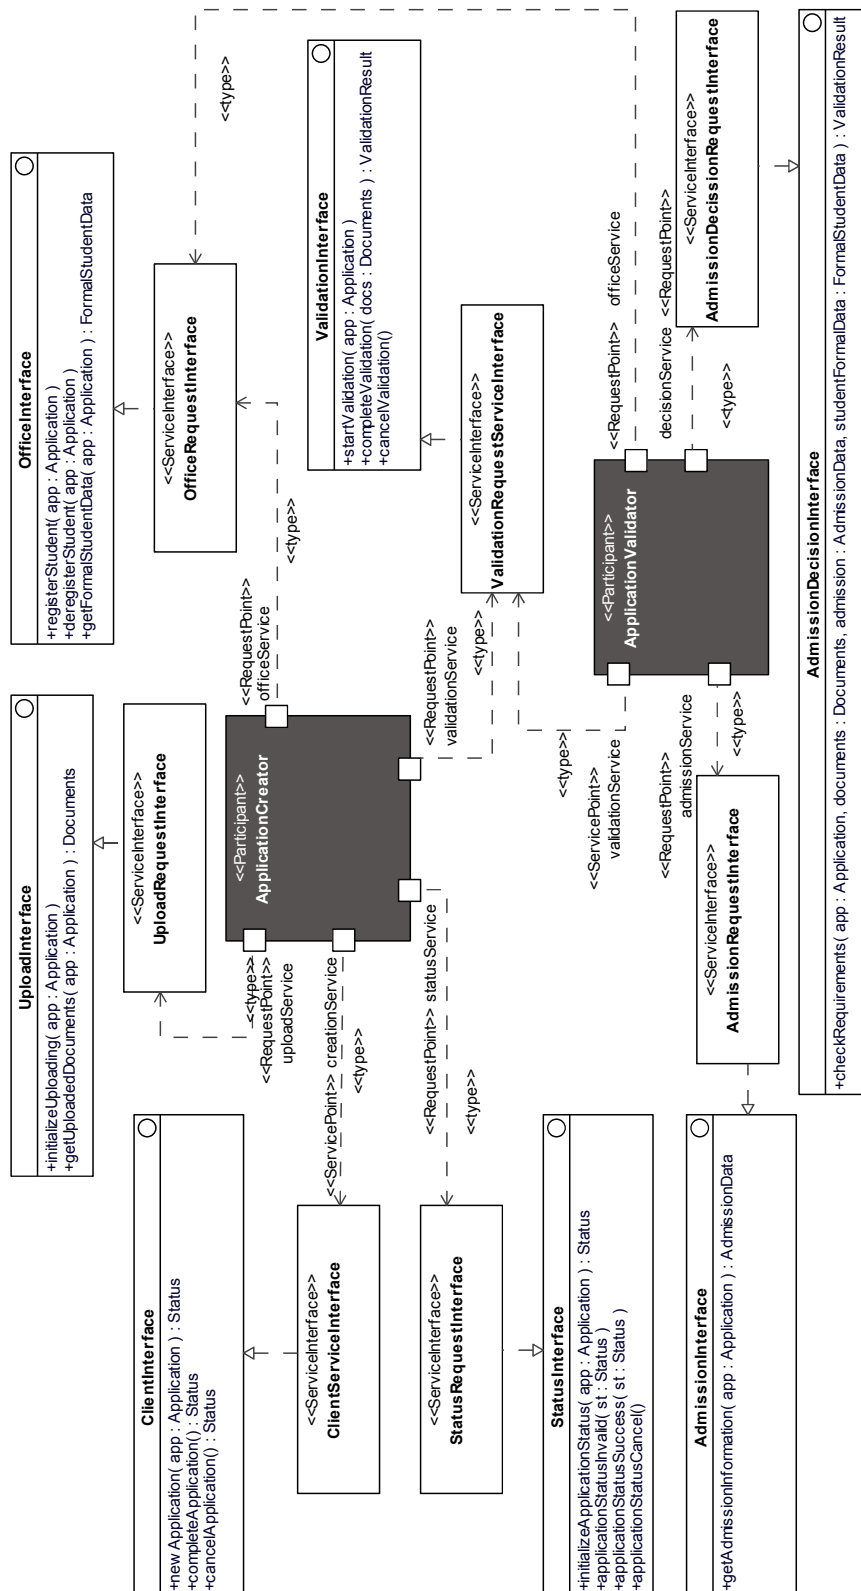 ClientInterface
+new Application( app : Application ) : Status
+completeApplication() : Status
+cancelApplication() : Status
<<ServiceInterface>>
ClientServiceInterface
<<ServiceInterface>>
StatusRequestInterface
StatusInterface
+initializeApplicationStatus( app : Application ) : Status
+applicationStatusInvalid( st : Status )
+applicationStatusSuccess( st : Status )
+applicationStatusCancel()
AdmissionInterface
+getAdmissionInformation( app : Application ) : AdmissionData
UploadInterface
+initializeUploading( app : Application )
+getUploadedDocuments( app : Application ) : Documents
<<ServiceInterface>>
UploadRequestInterface
<<type>>
<<RequestPoint>>
uploadService
<<ServicePoint>> creationService
<<type>>
<<RequestPoint>> statusService
<<type>>
<<Participant>>
ApplicationCreator
<<RequestPoint>>
officeService
<<type>>
<<RequestPoint>>
validationService
<<type>>
<<type>>
<<ServicePoint>>
validationService
<<RequestPoint>>
admissionService
<<type>>
<<ServiceInterface>>
AdmissionRequestInterface
OfficeInterface
+registerStudent( app : Application )
+deregisterStudent( app : Application )
+getFormalStudentData( app : Application ) : FormalStudentData
<<ServiceInterface>>
OfficeRequestInterface
<<type>>
ValidationInterface
+startValidation( app : Application )
+completeValidation( docs : Documents ) : ValidationResult
+cancelValidation()
<<ServiceInterface>>
ValidationRequestServiceInterface
<<Participant>>
ApplicationValidator
<<RequestPoint>> officeService
decisionService <<RequestPoint>>
<<type>>
<<ServiceInterface>>
AdmissionDecissionRequestInterface
AdmissionDecisionInterface
+checkRequirements( app : Application, documents : Documents, admission : AdmissionData, studentFormalData : FormalStudentData ) : ValidationResult